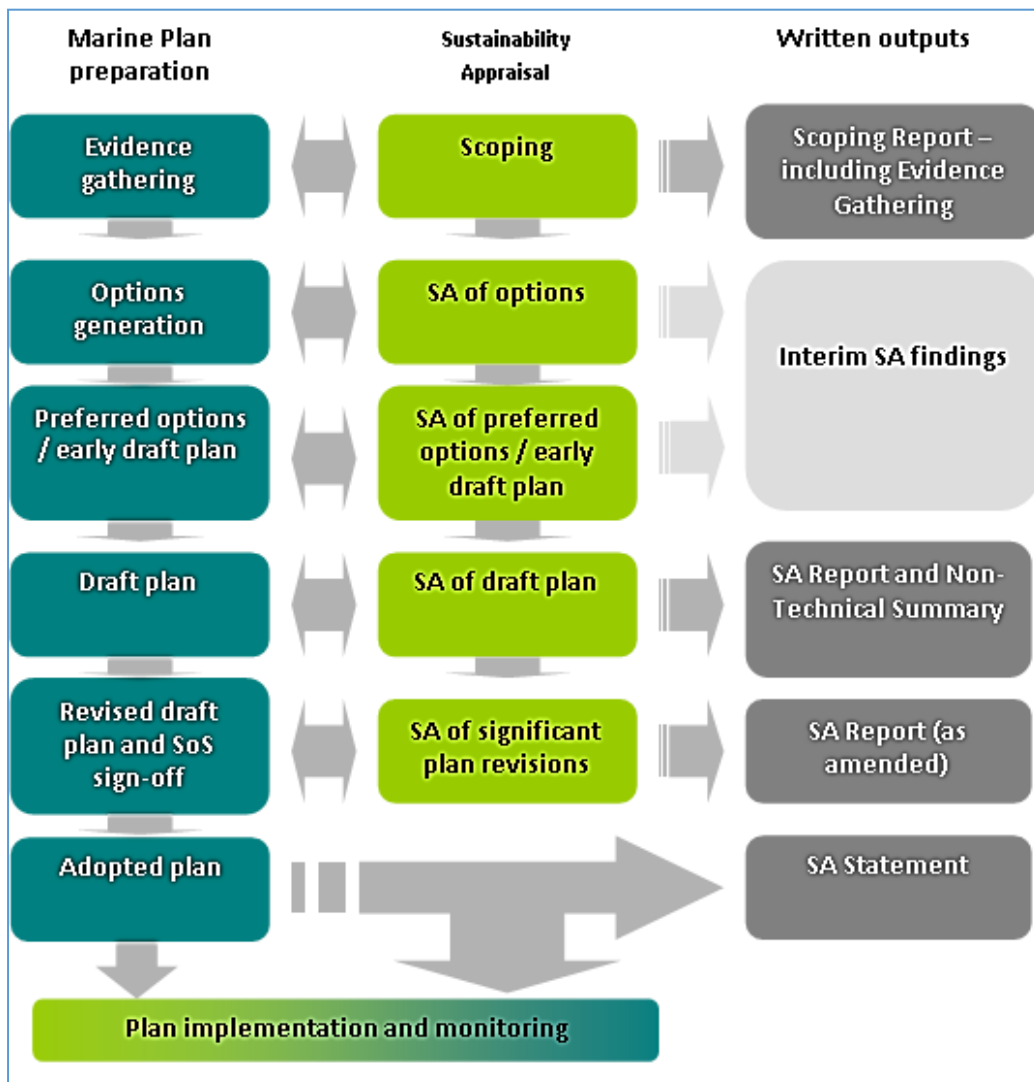 Marine Plan
preparation
Sustainability
Appraisal
Written outputs
Evidence
gathering
Scoping
Scoping Report –
including Evidence
Gathering
Options
generation
SA of options
Interim SA findings
Preferred options
/ early draft plan
SA of preferred
options / early
draft plan
Draft plan
SA of draft plan
SA Report and Non-
Technical Summary
Revised draft
plan and SoS
sign-off
SA of significant
plan revisions
SA Report (as
amended)
Adopted plan
SA Statement
Plan implementation and monitoring